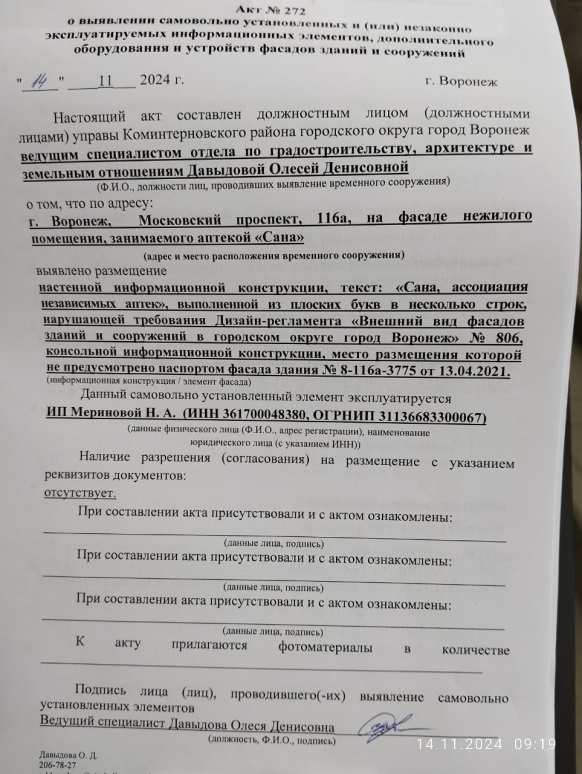 Акт № 272
о выявлении самовольно установленных и (или) незаконно
эксплуатируемых информационных элементов, дополнительного
оборудования и устройств фасадов зданий и сооружений
"14" 11 2024 г. г. Воронеж
Настоящий акт составлен должностным лицом (должностными
лицами) управы Коминтерновского района городского округа город Воронеж
ведущим специалистом отдела по градостроительству, архитектуре и
земельным отношениям Давыдовой Олесей Денисовной
(Ф.И.О., должности лиц, проводивших выявление временного сооружения)
о том, что по адресу:
г. Воронеж, Московский проспект, 116а, на фасаде нежилого
помещения, занимаемого аптекой «Сана»
(адрес и место расположения временного сооружения)
выявлено размещение
настенной информационной конструкции, текст: «Сана, ассоциация
независимых аптек», выполненной из плоских букв в несколько строк,
нарушающей требования Дизайн-регламента «Внешний вид фасадов
зданий и сооружений в городском округе город Воронеж» № 806,
консольной информационной конструкции, место размещения которой
не предусмотрено паспортом фасада здания № 8-116а-3775 от 13.04.2021.
(информационная конструкция / элемент фасада)
Данный самовольно установленный элемент эксплуатируется
ИП Мериновой Н. А. (ИНН 361700048380, ОГРНИП 31136683300067)
(данные физического лица (Ф.И.О., адрес регистрации), наименование
юридического лица (с указанием ИНН))
Наличие разрешения (согласования) на размещение с указанием
реквизитов документов:
отсутствует.
При составлении акта присутствовали и с актом ознакомлены:
(данные лица, подпись)
При составлении акта присутствовали и с актом ознакомлены:
(данные лица, подпись)
При составлении акта присутствовали и с актом ознакомлены:
(данные лица, подпись)
К акту прилагаются фотоматериалы в количестве
Подпись лица (лиц), проводившего(-их) выявление самовольно
установленных элементов
Ведущий специалист Давыдова Олеся Денисовна
(должность, Ф.И.О., подпись)
14.11.2024 09:19
Давыдова О. Д.
206-78-27